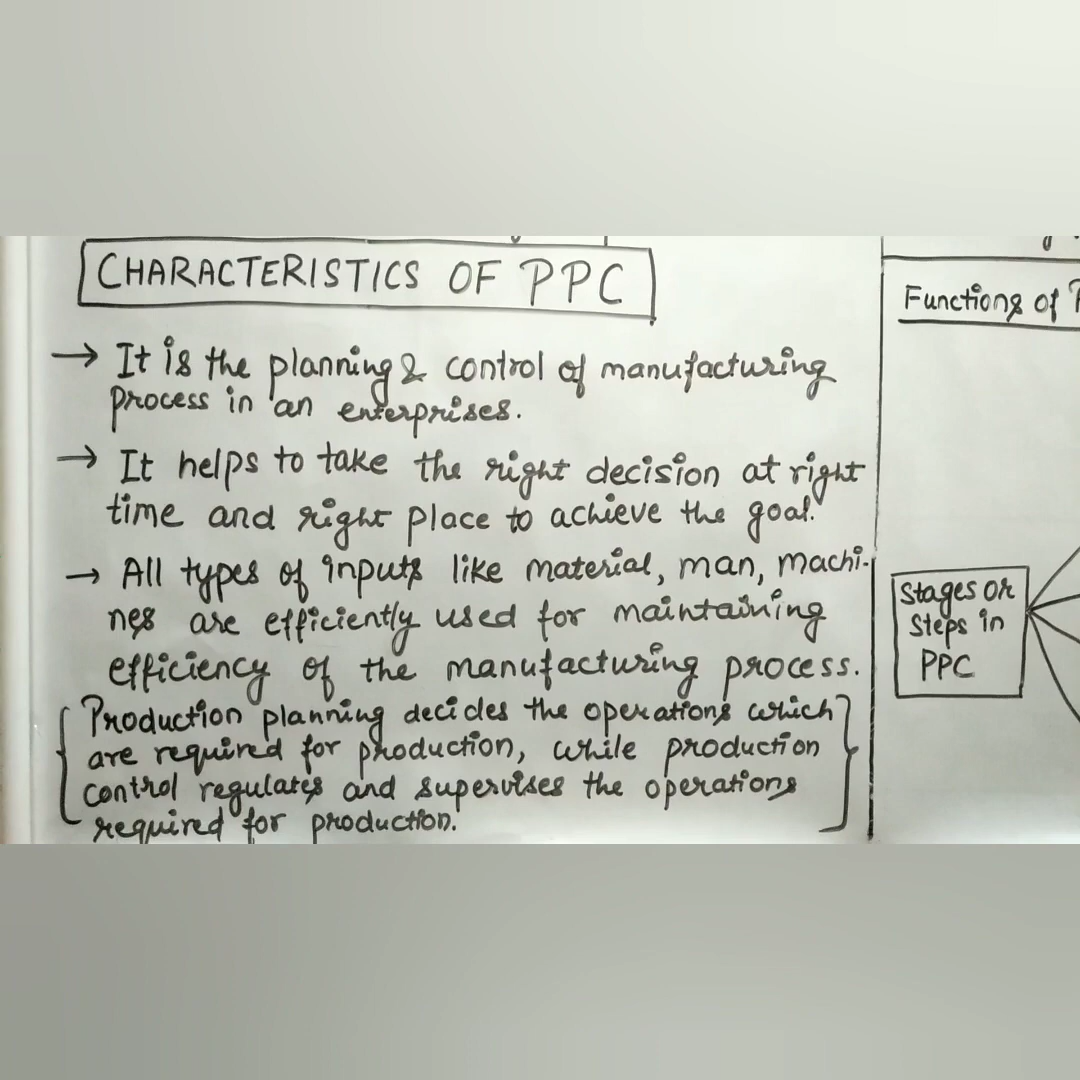 CHARACTERISTICS OF PPC
→ It is the planning & control of manufacturing
process in an enterprises.
→ It helps to take the right decision at right
time and right place to achieve the goal.
→ All types of inputs like material, man, machi-
nes are efficiently used for maintaining
efficiency of the manufacturing process.
{Production planning decides the operations which
are required for production, while production
control regulates and supervises the operations
required for production.}
Functions of
Stages or
Steps in
PPC